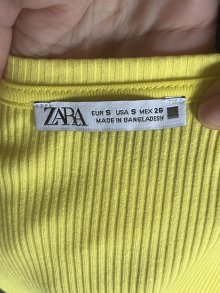 ZARA
EUR S USA S MEX 26
MADE IN BANGLADESH